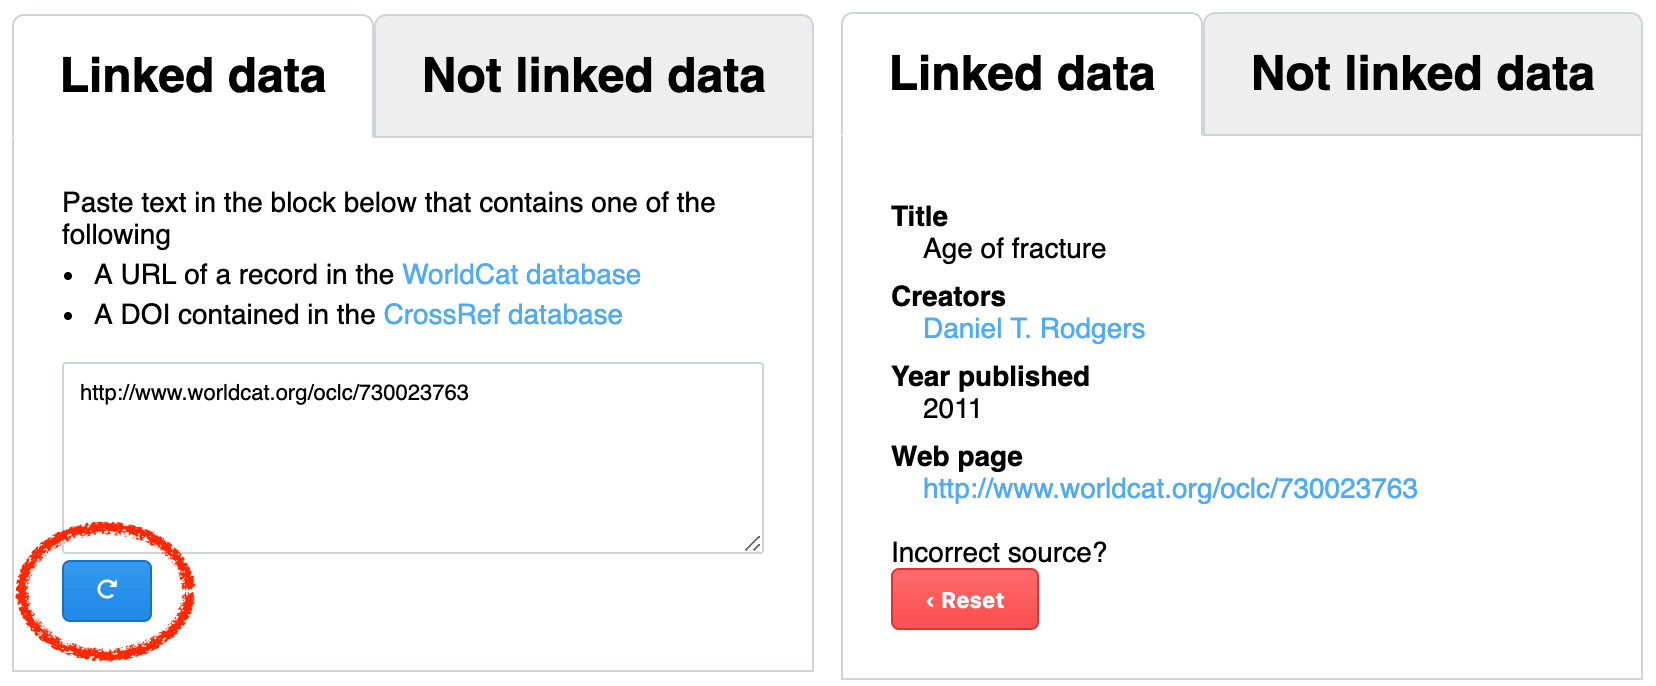 Linked data
Not linked data
Paste text in the block below that contains one of the
following
• A URL of a record in the WorldCat database
• A DOI contained in the CrossRef database
http://www.worldcat.org/oclc/730023763
Linked data
Not linked data
Title
Age of fracture
Creators
Daniel T. Rodgers
Year published
2011
Web page
http://www.worldcat.org/oclc/730023763
Incorrect source?
‹ Reset